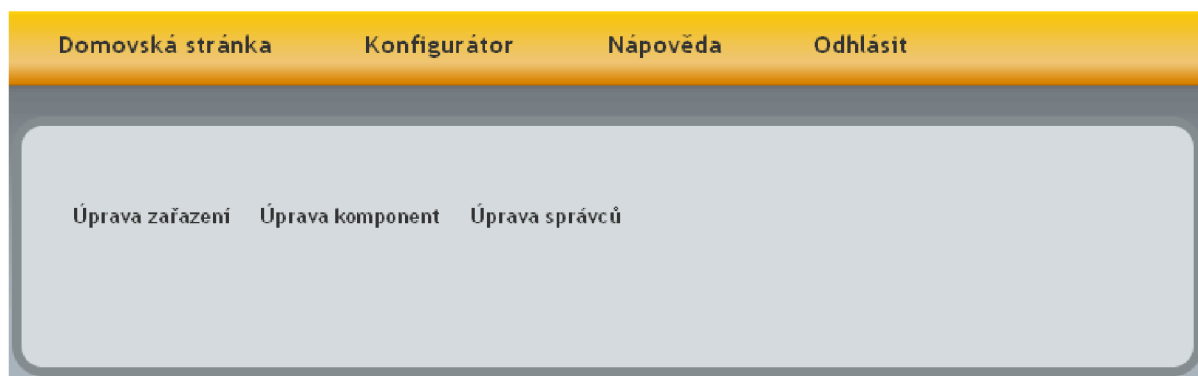 Domovská stránka Konfigurátor Nápověda Odhlásit
Úprava zařazení Úprava komponent Úprava správců